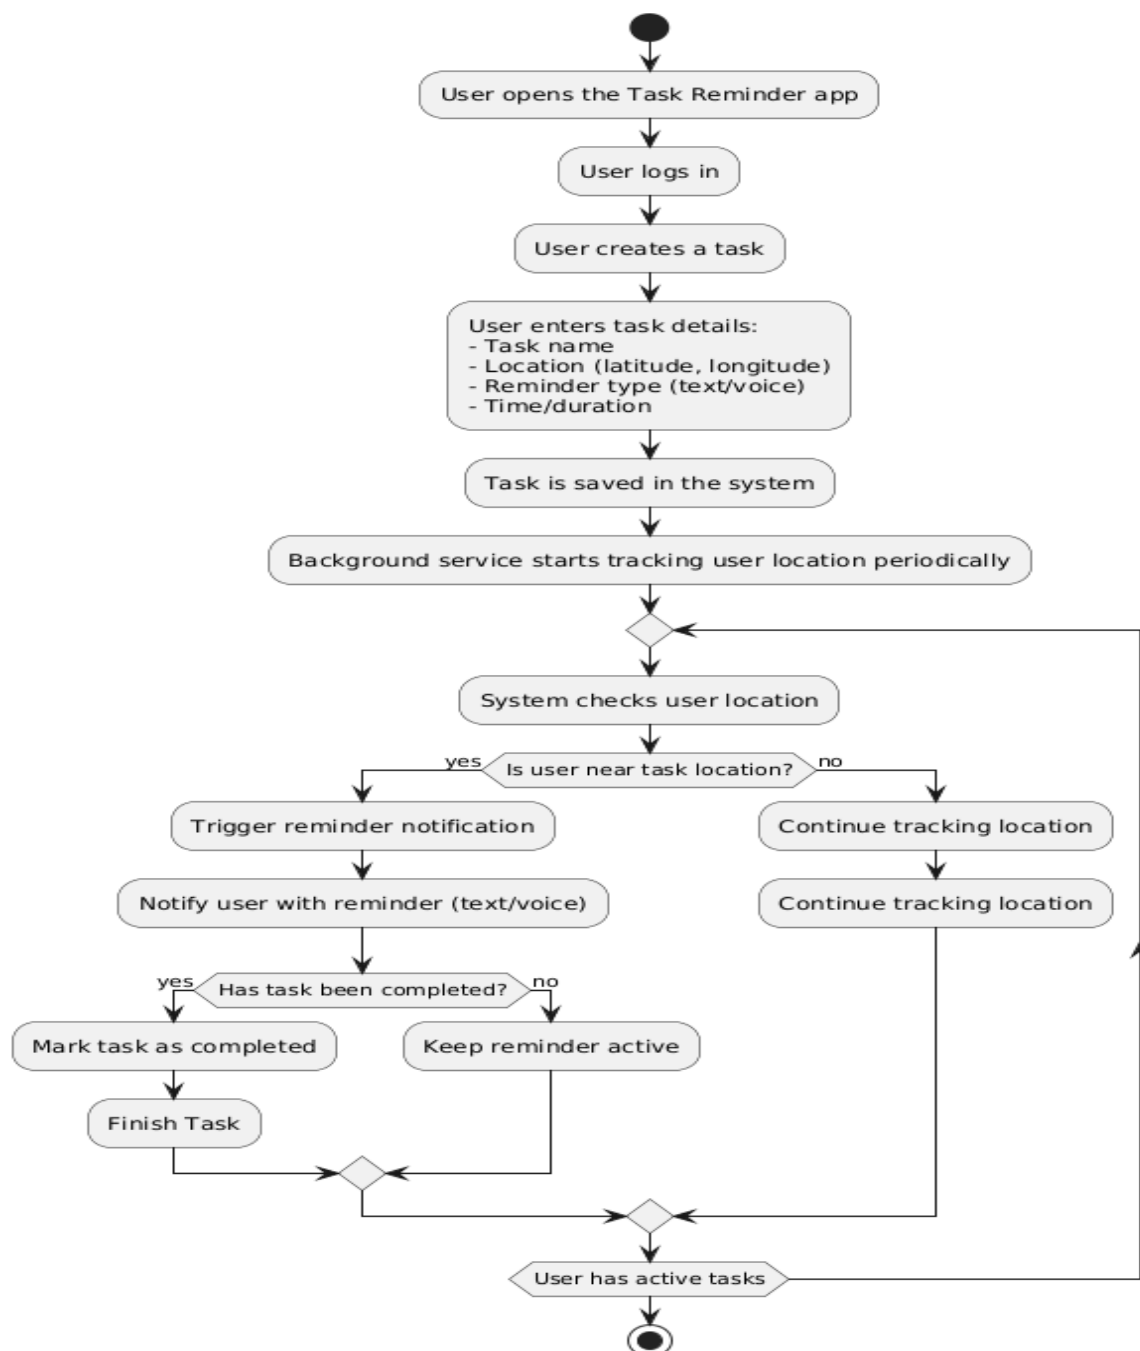 User opens the Task Reminder app
User logs in
User creates a task
User enters task details:
- Task name
- Location (latitude, longitude)
- Reminder type (text/voice)
- Time/duration
Task is saved in the system
Background service starts tracking user location periodically
System checks user location
yes
Is user near task location?
no
Trigger reminder notification
Continue tracking location
Notify user with reminder (text/voice)
Continue tracking location
yes
Has task been completed?
no
Mark task as completed
Keep reminder active
Finish Task
User has active tasks